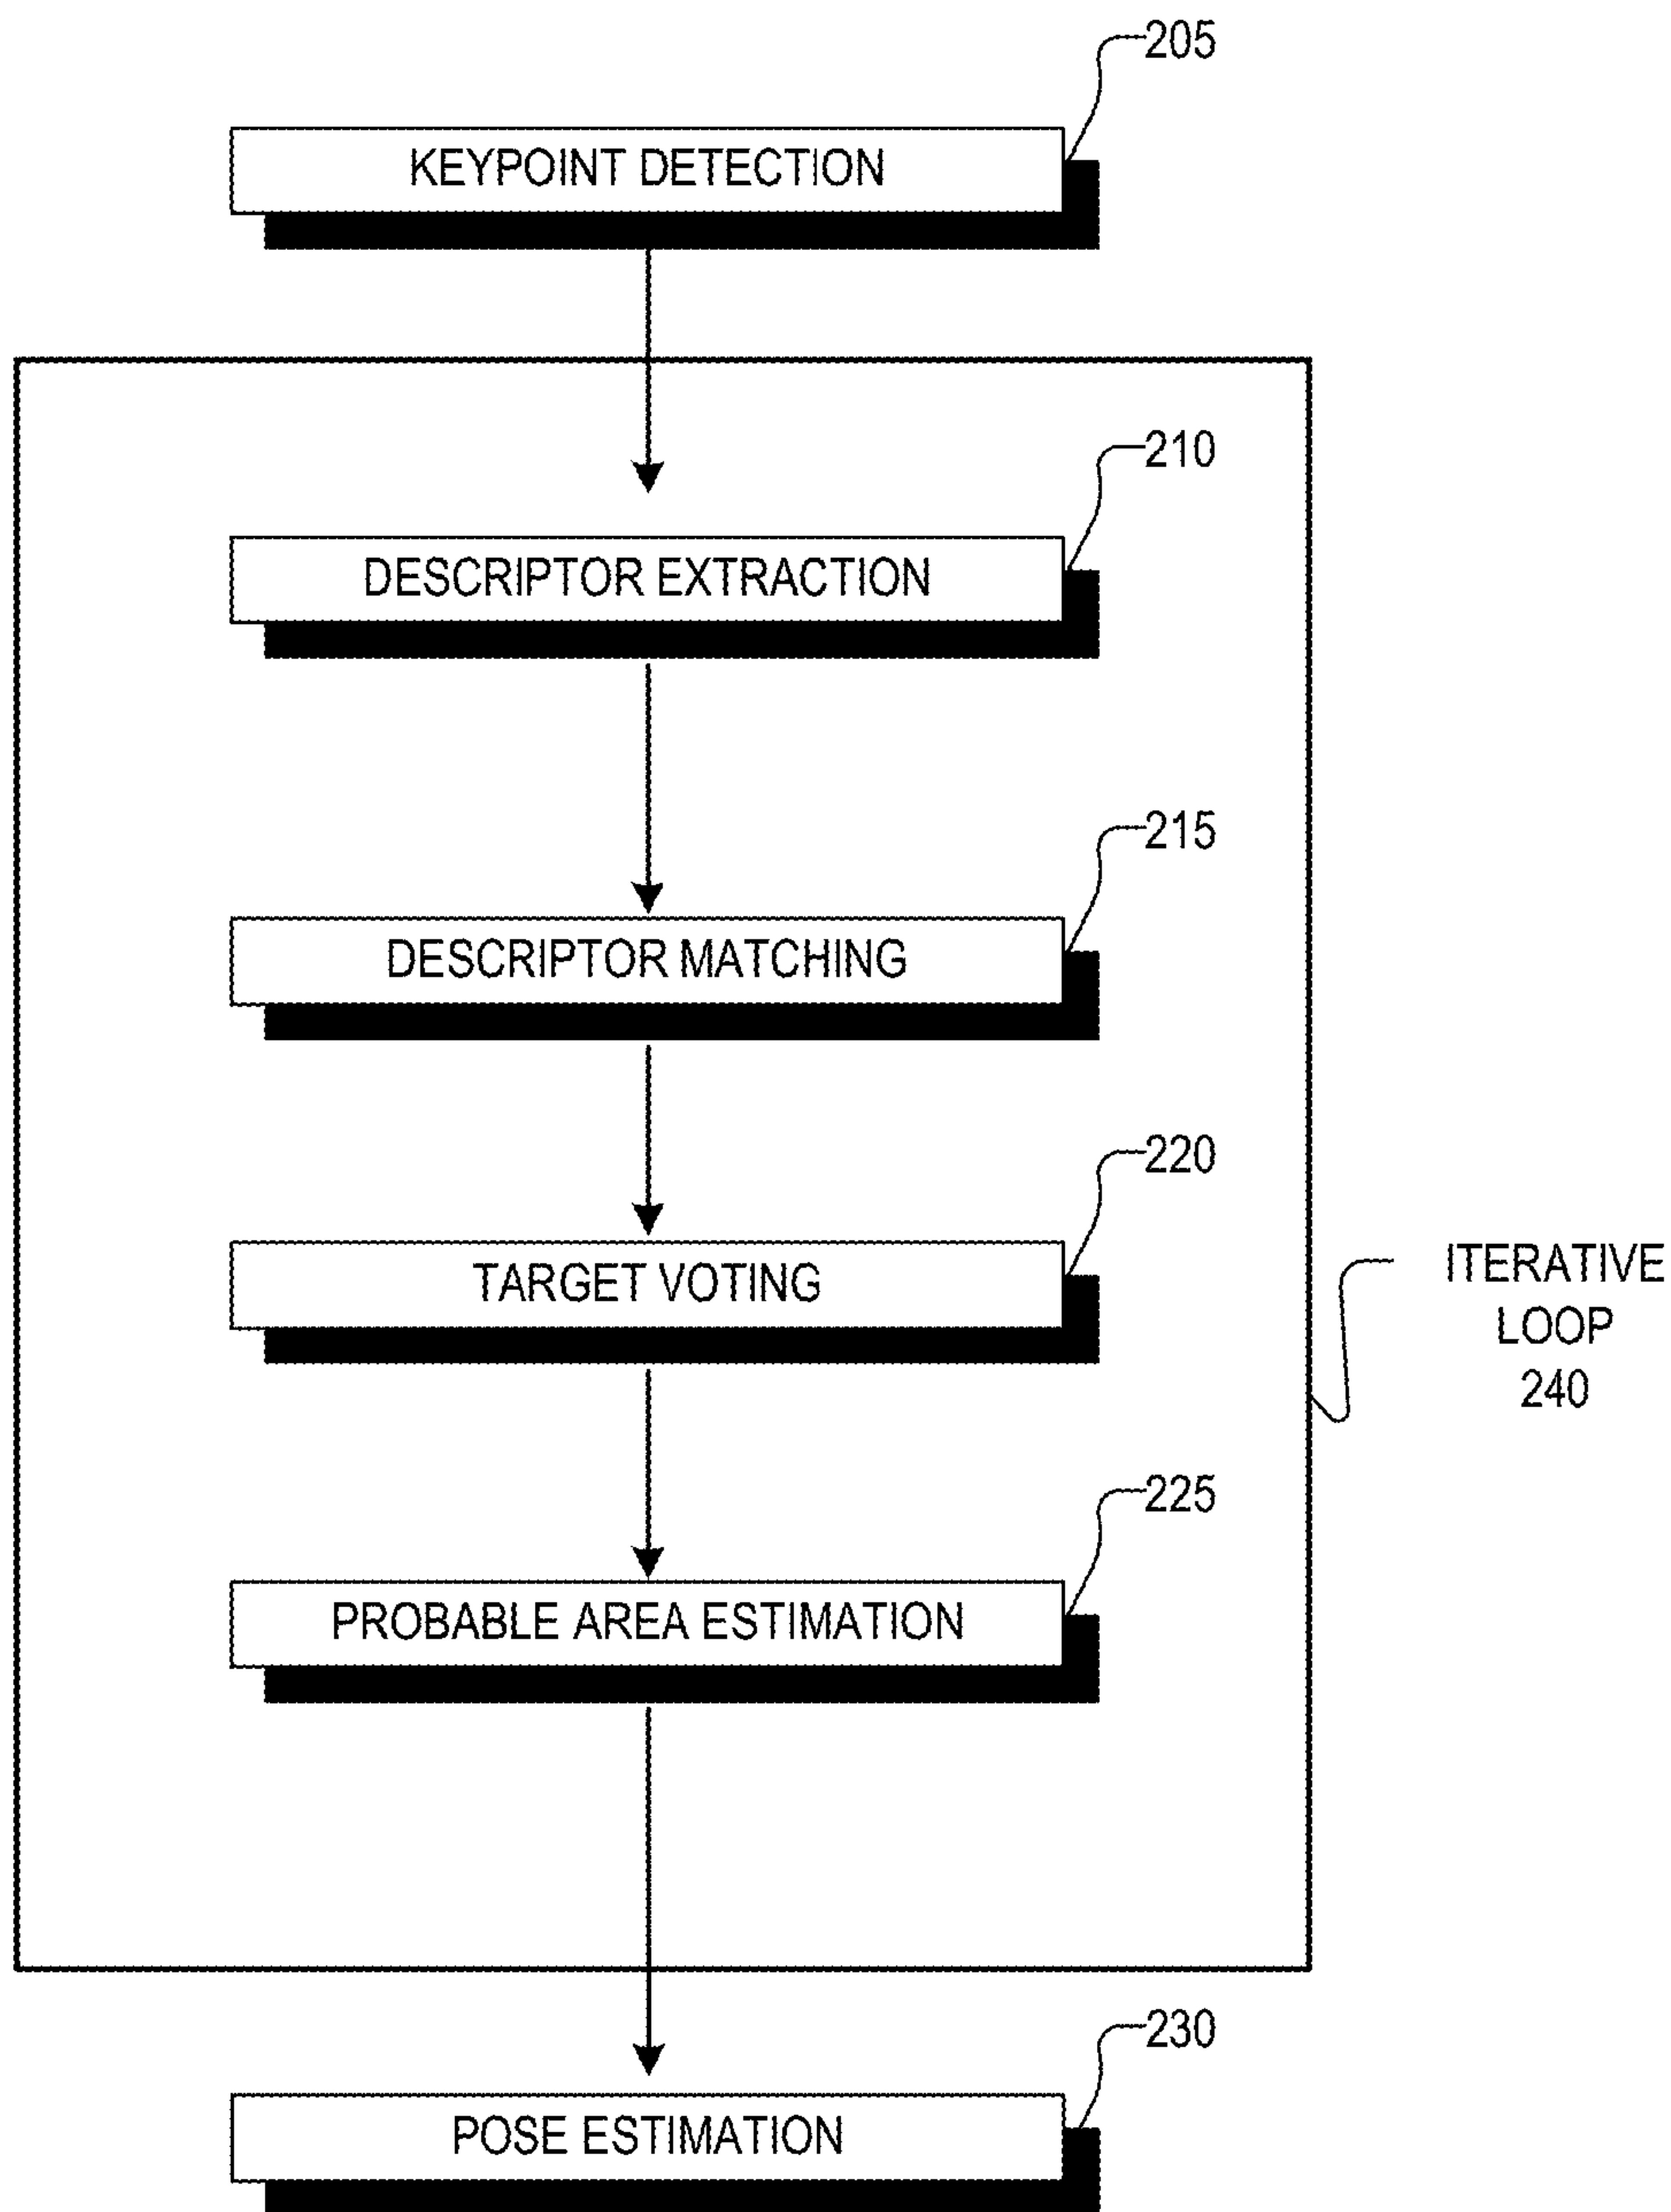 205
KEYPOINT DETECTION
210
DESCRIPTOR EXTRACTION
215
DESCRIPTOR MATCHING
220
TARGET VOTING
ITERATIVE
LOOP
240
225
PROBABLE AREA ESTIMATION
230
POSE ESTIMATION